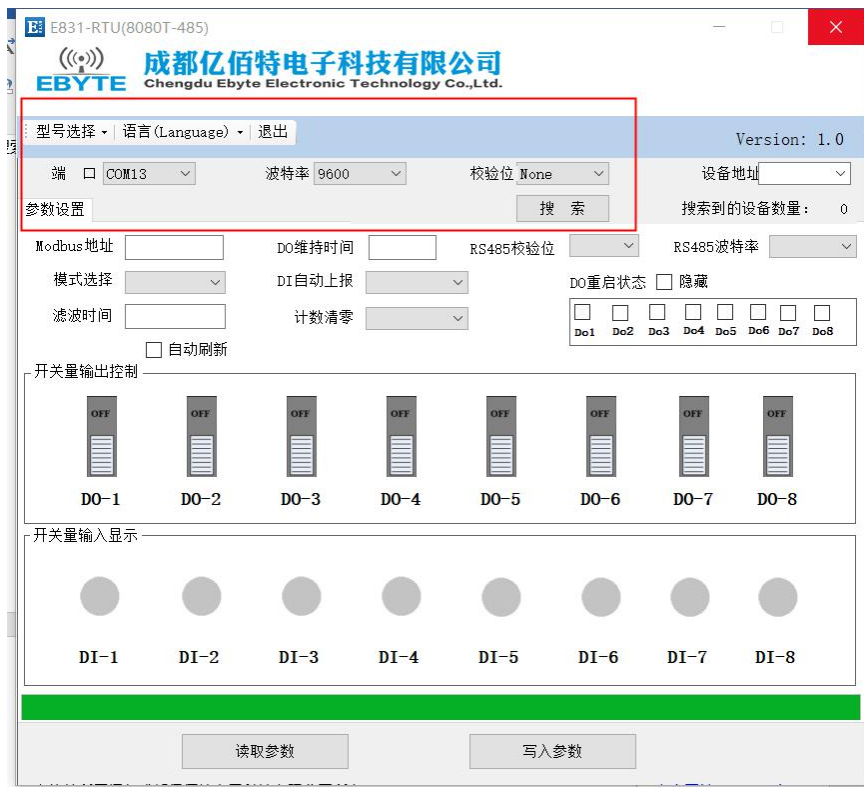 E831-RTU(8080T-485)
EBYTE 成都亿佰特电子科技有限公司
Chengdu Ebyte Electronic Technology Co.,Ltd.
型号选择 语言(Language) 退出
Version: 1.0
端 口 COM13 波特率 9600 校验位 None 设备地址
参数设置 搜 索 搜索到的设备数量： 0
Modbus地址 DO维持时间 RS485校验位 RS485波特率
模式选择 DI自动上报 DO重启状态 隐藏
滤波时间 计数清零
Do1 Do2 Do3 Do4 Do5 Do6 Do7 Do8
自动刷新
开关量输出控制
OFF OFF OFF OFF OFF OFF OFF OFF
DO-1 DO-2 DO-3 DO-4 DO-5 DO-6 DO-7 DO-8
开关量输入显示
DI-1 DI-2 DI-3 DI-4 DI-5 DI-6 DI-7 DI-8
读取参数 写入参数